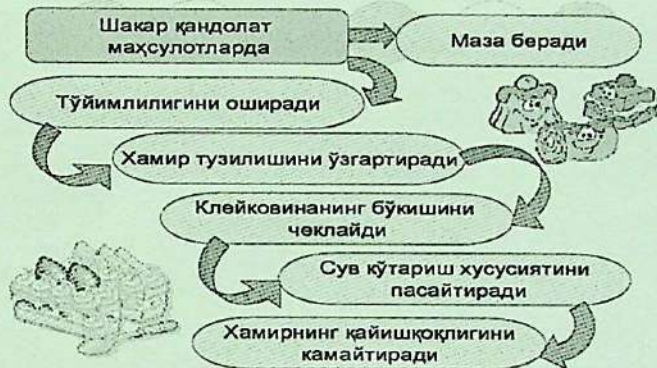 Шакар қандолат
маҳсулотларда
Маза беради
Тўйимлилигини оширади
Хамир тузилишини ўзгартиради
Клейковинанинг бўкишини
чеклайди
Сув кўтариш хусусиятини
пасайтиради
Хамирнинг қайишқоқлигини
камайтиради